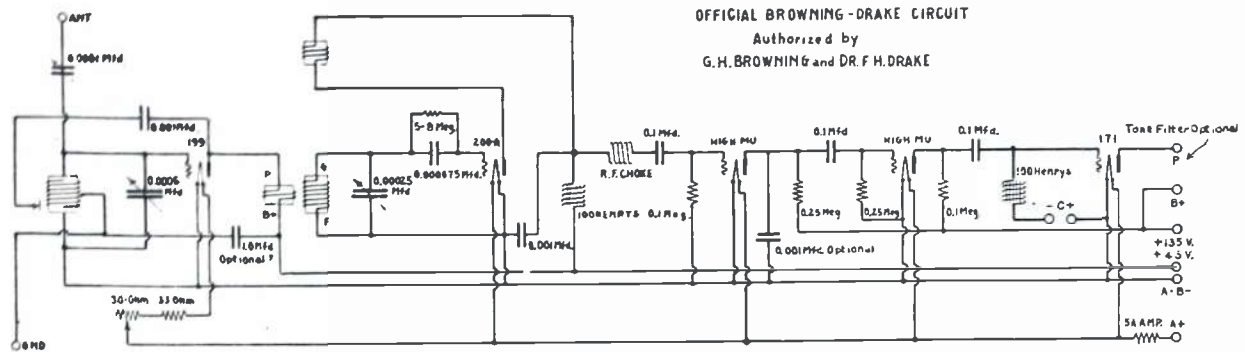 OFFICIAL BROWNING-DRAKE CIRCUIT
Authorized by
G.H.BROWNING and DR.F.H.DRAKE
ANT
0.0001 Mfd
0.001 Mfd
199
0.0005
Mfd
P
B+
1.0 Mfd
Optional?
30-Ohm
33 Ohm
GND
G
F
0.00025
Mfd
5-8 Meg.
0.000075 Mfd.
200A
0.001 Mfd
100 HENRYS
R.F. CHOKE
0.1 Mfd.
0.1 Meg
HIGH MU
0.001 Mfd. Optional
0.25 Meg
0.1 Mfd
0.25 Meg
HIGH MU
0.1 Meg
0.1 Mfd.
150 Henrys
- C +
171
Tone Filter Optional
P
B+
+135 V.
+45 V.
A-B-
5¼ AMP.
A+